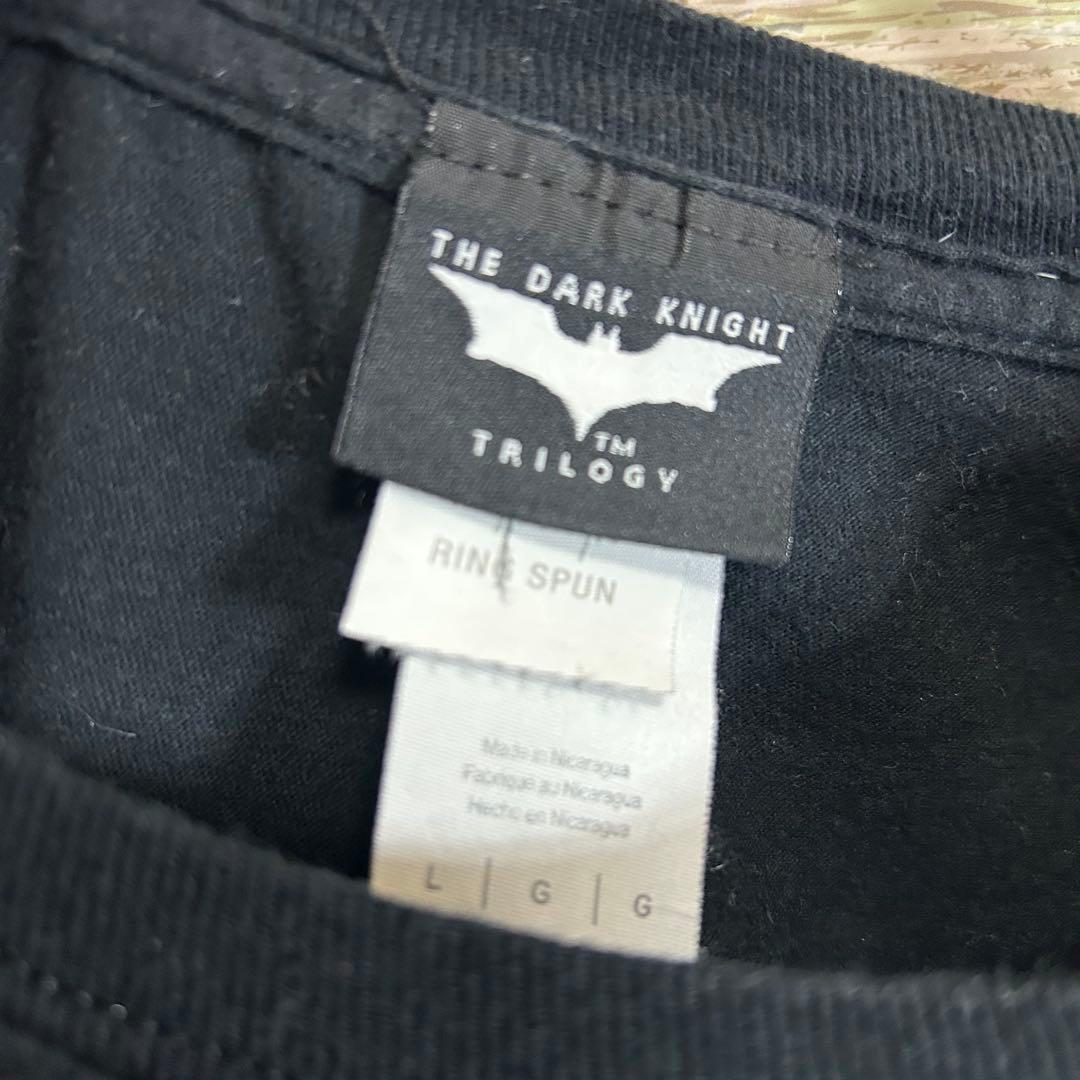 THE DARK KNIGHT
TM
TRILOGY
RING SPUN
Made in Nicaragua
Fabriqué au Nicaragua
Hecho en Nicaragua
L | G | G